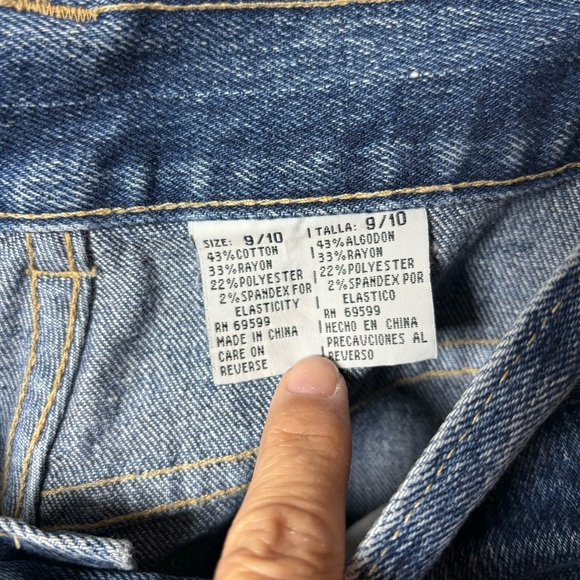 SIZE: 9/10
43%COTTON
33%RAYON
22%POLYESTER
2%SPANDEX FOR
ELASTICITY
RN 69599
MADE IN CHINA
CARE ON
REVERSE
TALLA: 9/10
43%ALGODON
33%RAYON
22%POLYESTER
2%SPANDEX POR
ELASTICO
RN 69599
HECHO EN CHINA
PRECAUCIONES AL
REVERSO